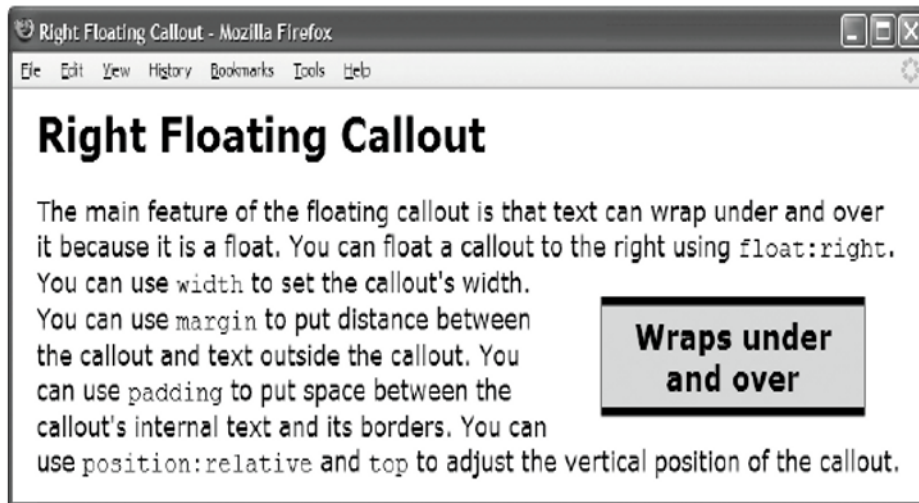 Right Floating Callout - Mozilla Firefox
File Edit View History Bookmarks Tools Help
Right Floating Callout
The main feature of the floating callout is that text can wrap under and over
it because it is a float. You can float a callout to the right using float:right.
You can use width to set the callout's width.
You can use margin to put distance between
the callout and text outside the callout. You
can use padding to put space between the
callout's internal text and its borders. You can
use position:relative and top to adjust the vertical position of the callout.
Wraps under
and over